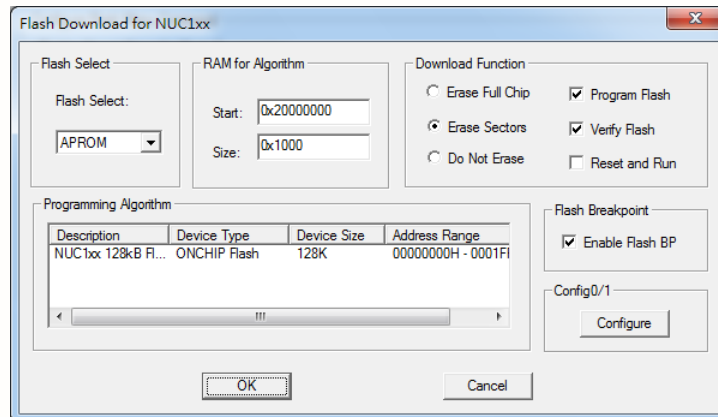 Flash Download for NUC1xx
Flash Select
Flash Select:
APROM
RAM for Algorithm
Start: 0x20000000
Size: 0x1000
Download Function
Erase Full Chip
Erase Sectors
Do Not Erase
Program Flash
Verify Flash
Reset and Run
Programming Algorithm
Description Device Type Device Size Address Range
NUC1xx 128kB Fl... ONCHIP Flash 128K 00000000H - 0001F
Flash Breakpoint
Enable Flash BP
Config0/1
Configure
OK
Cancel